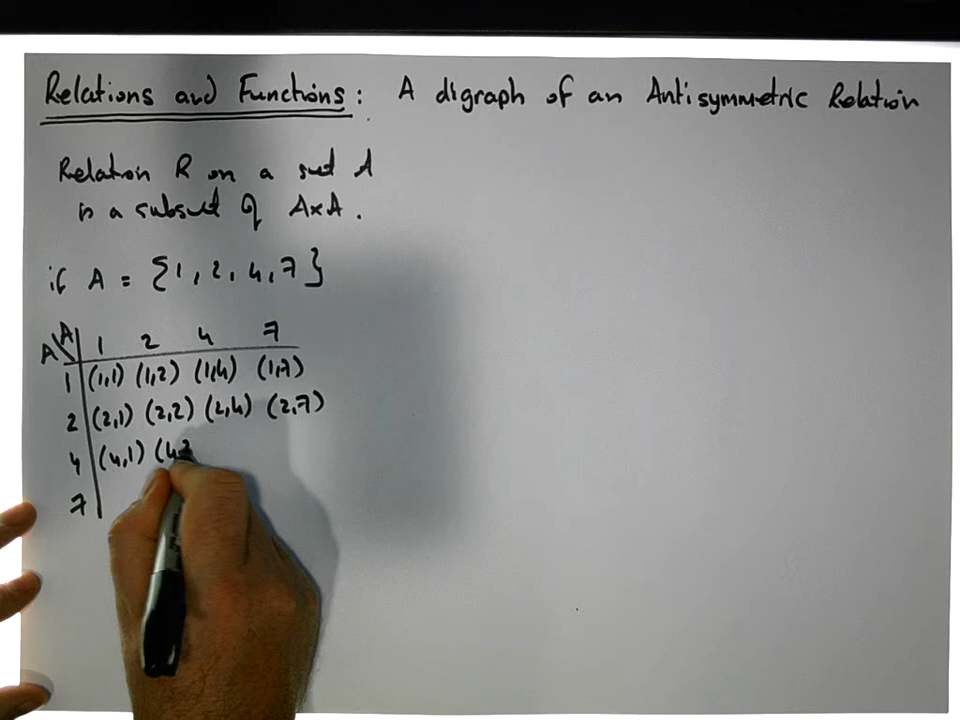 Relations and Functions : A digraph of an Antisymmetric Relation
Relation R on a set A
is a subset of A×A.
if A = {1, 2, 4, 7}
A\A 1 2 4 7
1 (1,1) (1,2) (1,4) (1,7)
2 (2,1) (2,2) (2,4) (2,7)
4 (4,1) (4,2
7